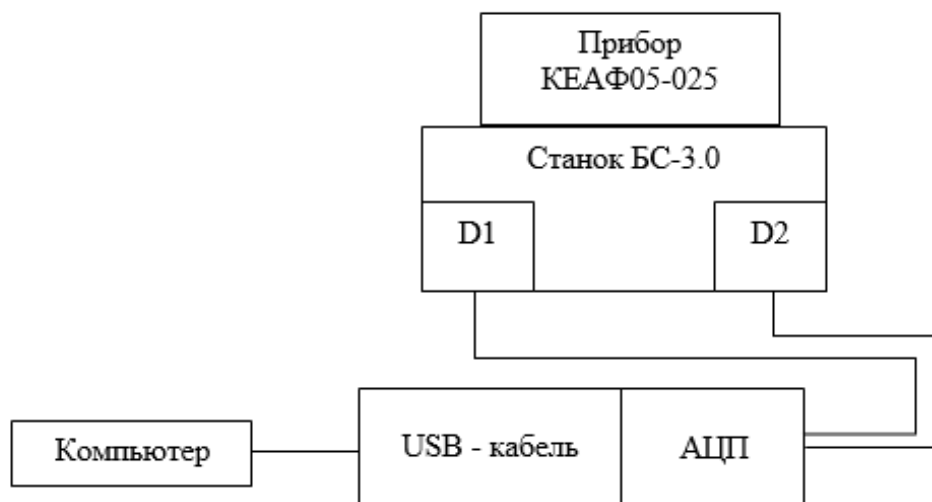 Прибор
КЕАФ05-025
Станок БС-3.0
D1
D2
Компьютер
USB - кабель
АЦП